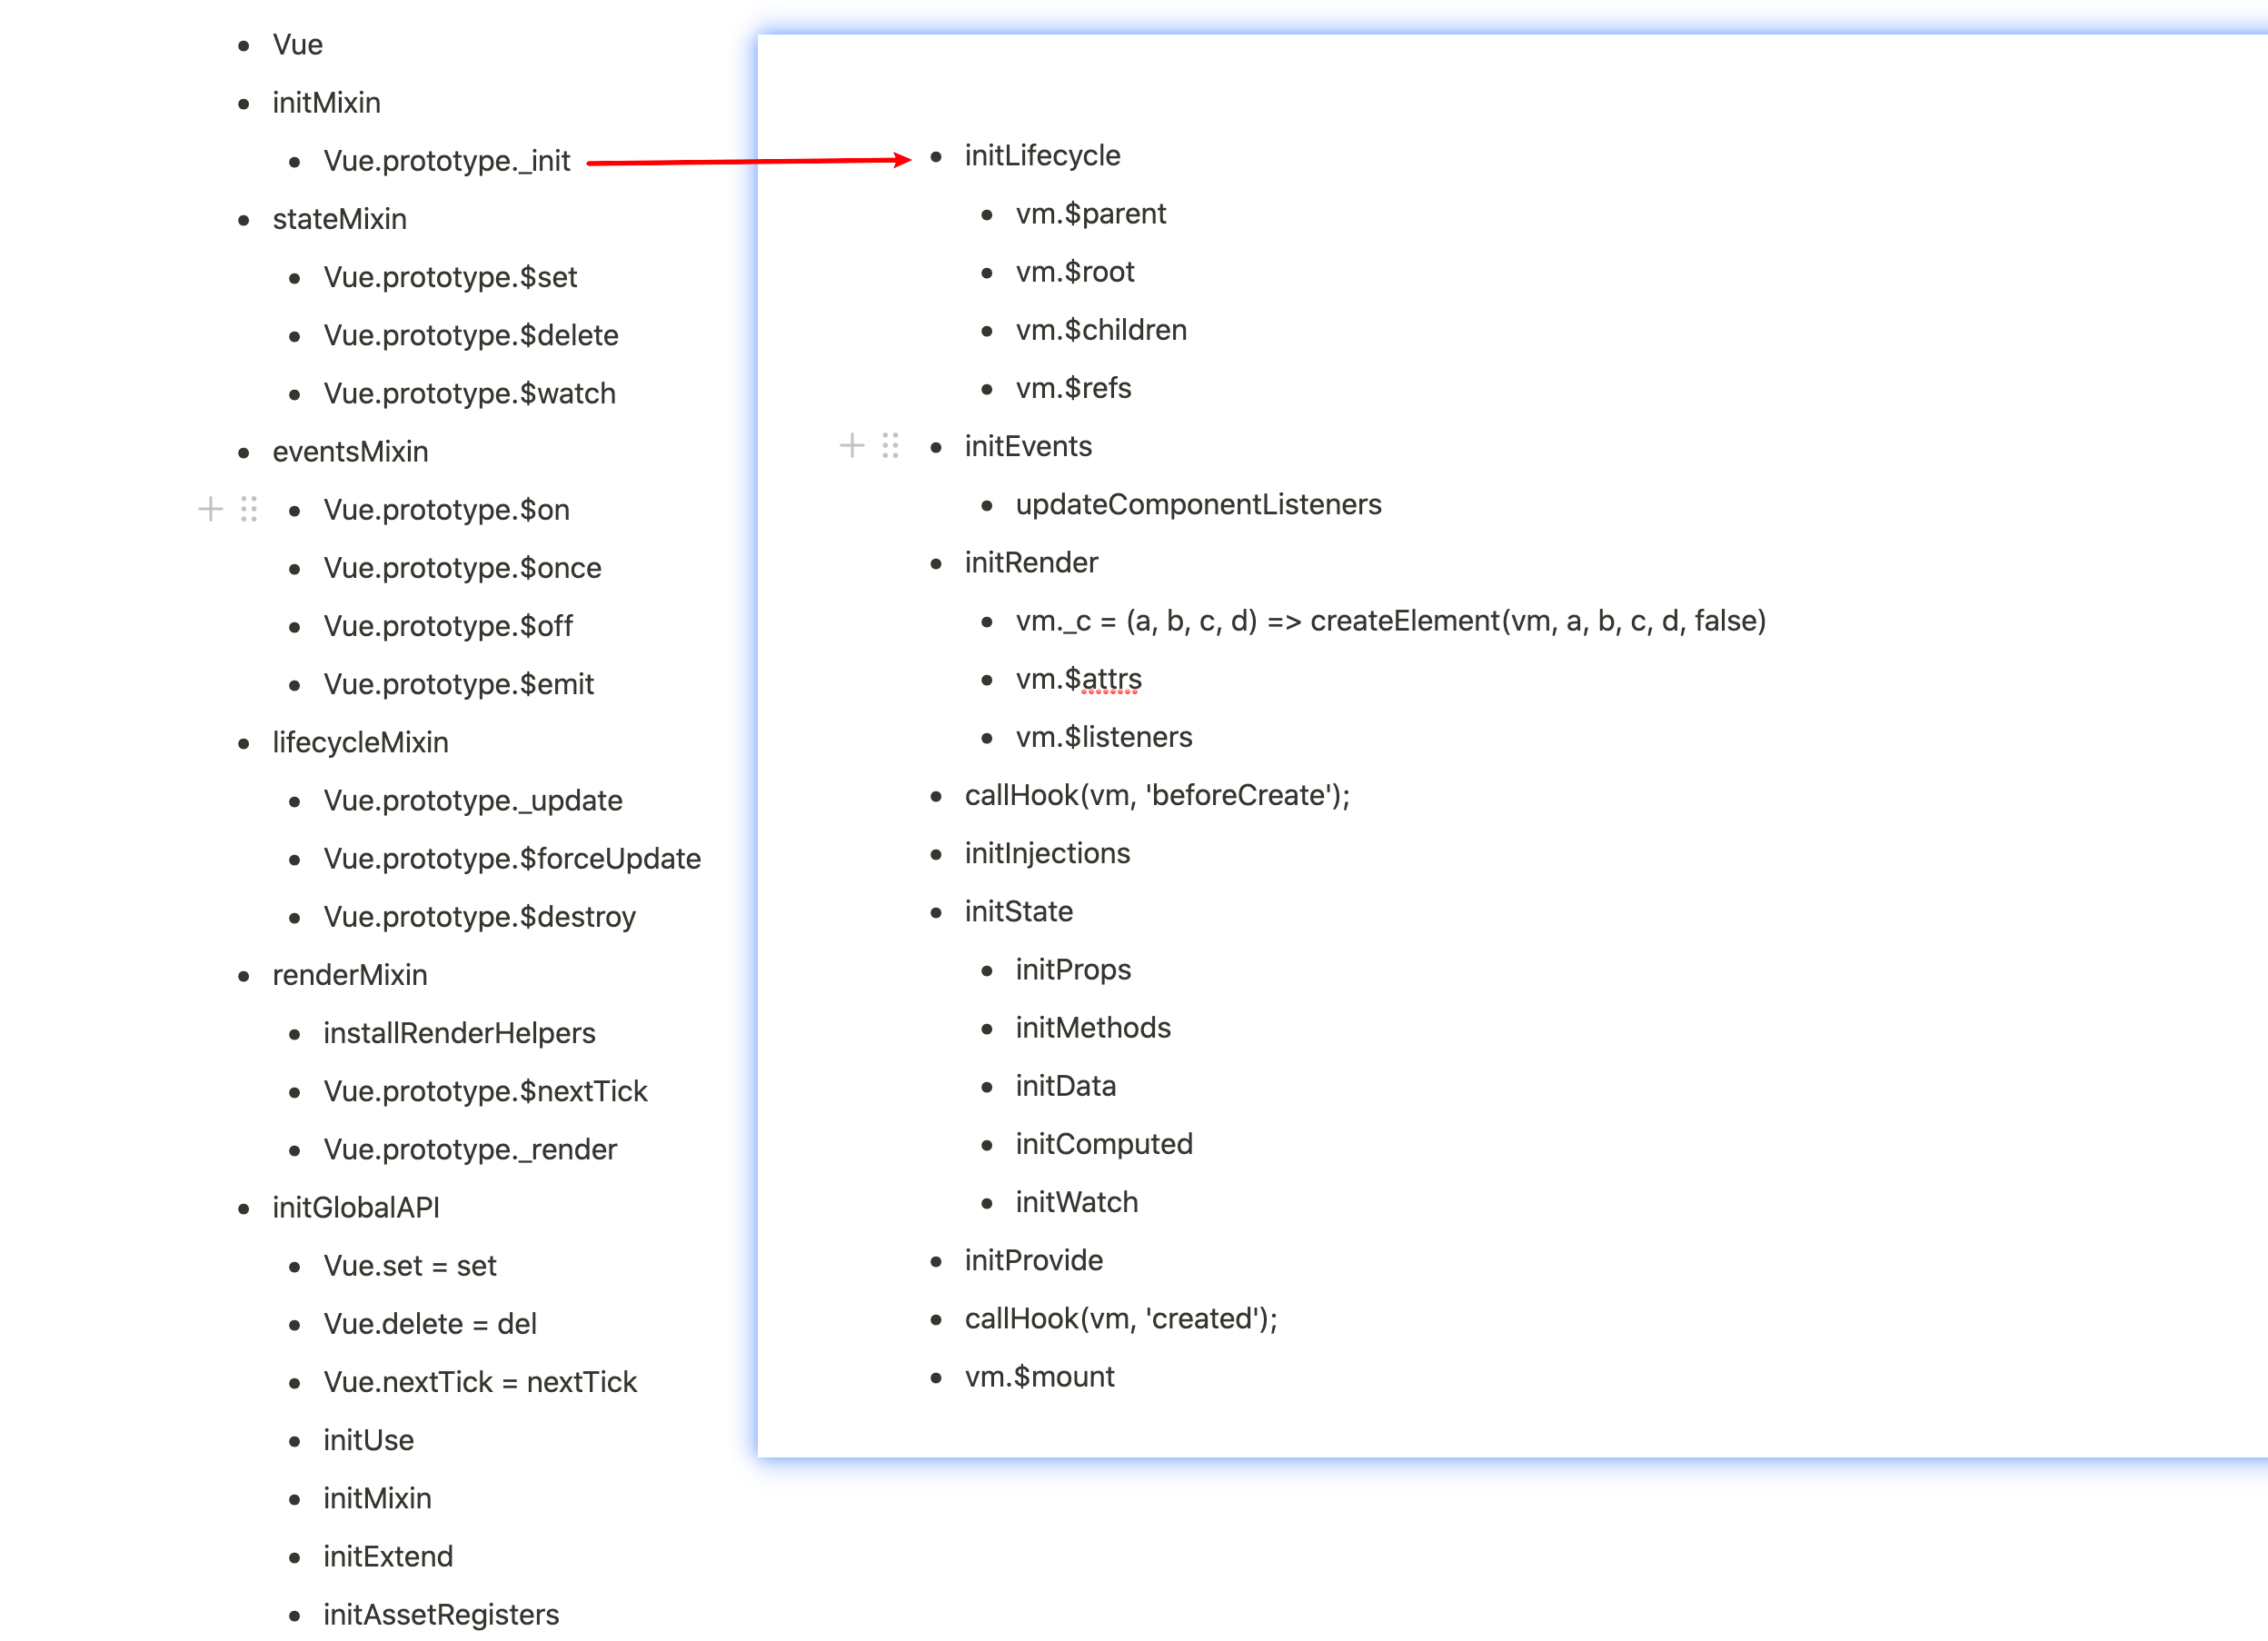 Vue
initMixin
Vue.prototype._init
stateMixin
Vue.prototype.$set
Vue.prototype.$delete
Vue.prototype.$watch
eventsMixin
Vue.prototype.$on
Vue.prototype.$once
Vue.prototype.$off
Vue.prototype.$emit
lifecycleMixin
Vue.prototype._update
Vue.prototype.$forceUpdate
Vue.prototype.$destroy
renderMixin
installRenderHelpers
Vue.prototype.$nextTick
Vue.prototype._render
initGlobalAPI
Vue.set = set
Vue.delete = del
Vue.nextTick = nextTick
initUse
initMixin
initExtend
initAssetRegisters
initLifecycle
vm.$parent
vm.$root
vm.$children
vm.$refs
initEvents
updateComponentListeners
initRender
vm._c = (a, b, c, d) => createElement(vm, a, b, c, d, false)
vm.$attrs
vm.$listeners
callHook(vm, 'beforeCreate');
initInjections
initState
initProps
initMethods
initData
initComputed
initWatch
initProvide
callHook(vm, 'created');
vm.$mount